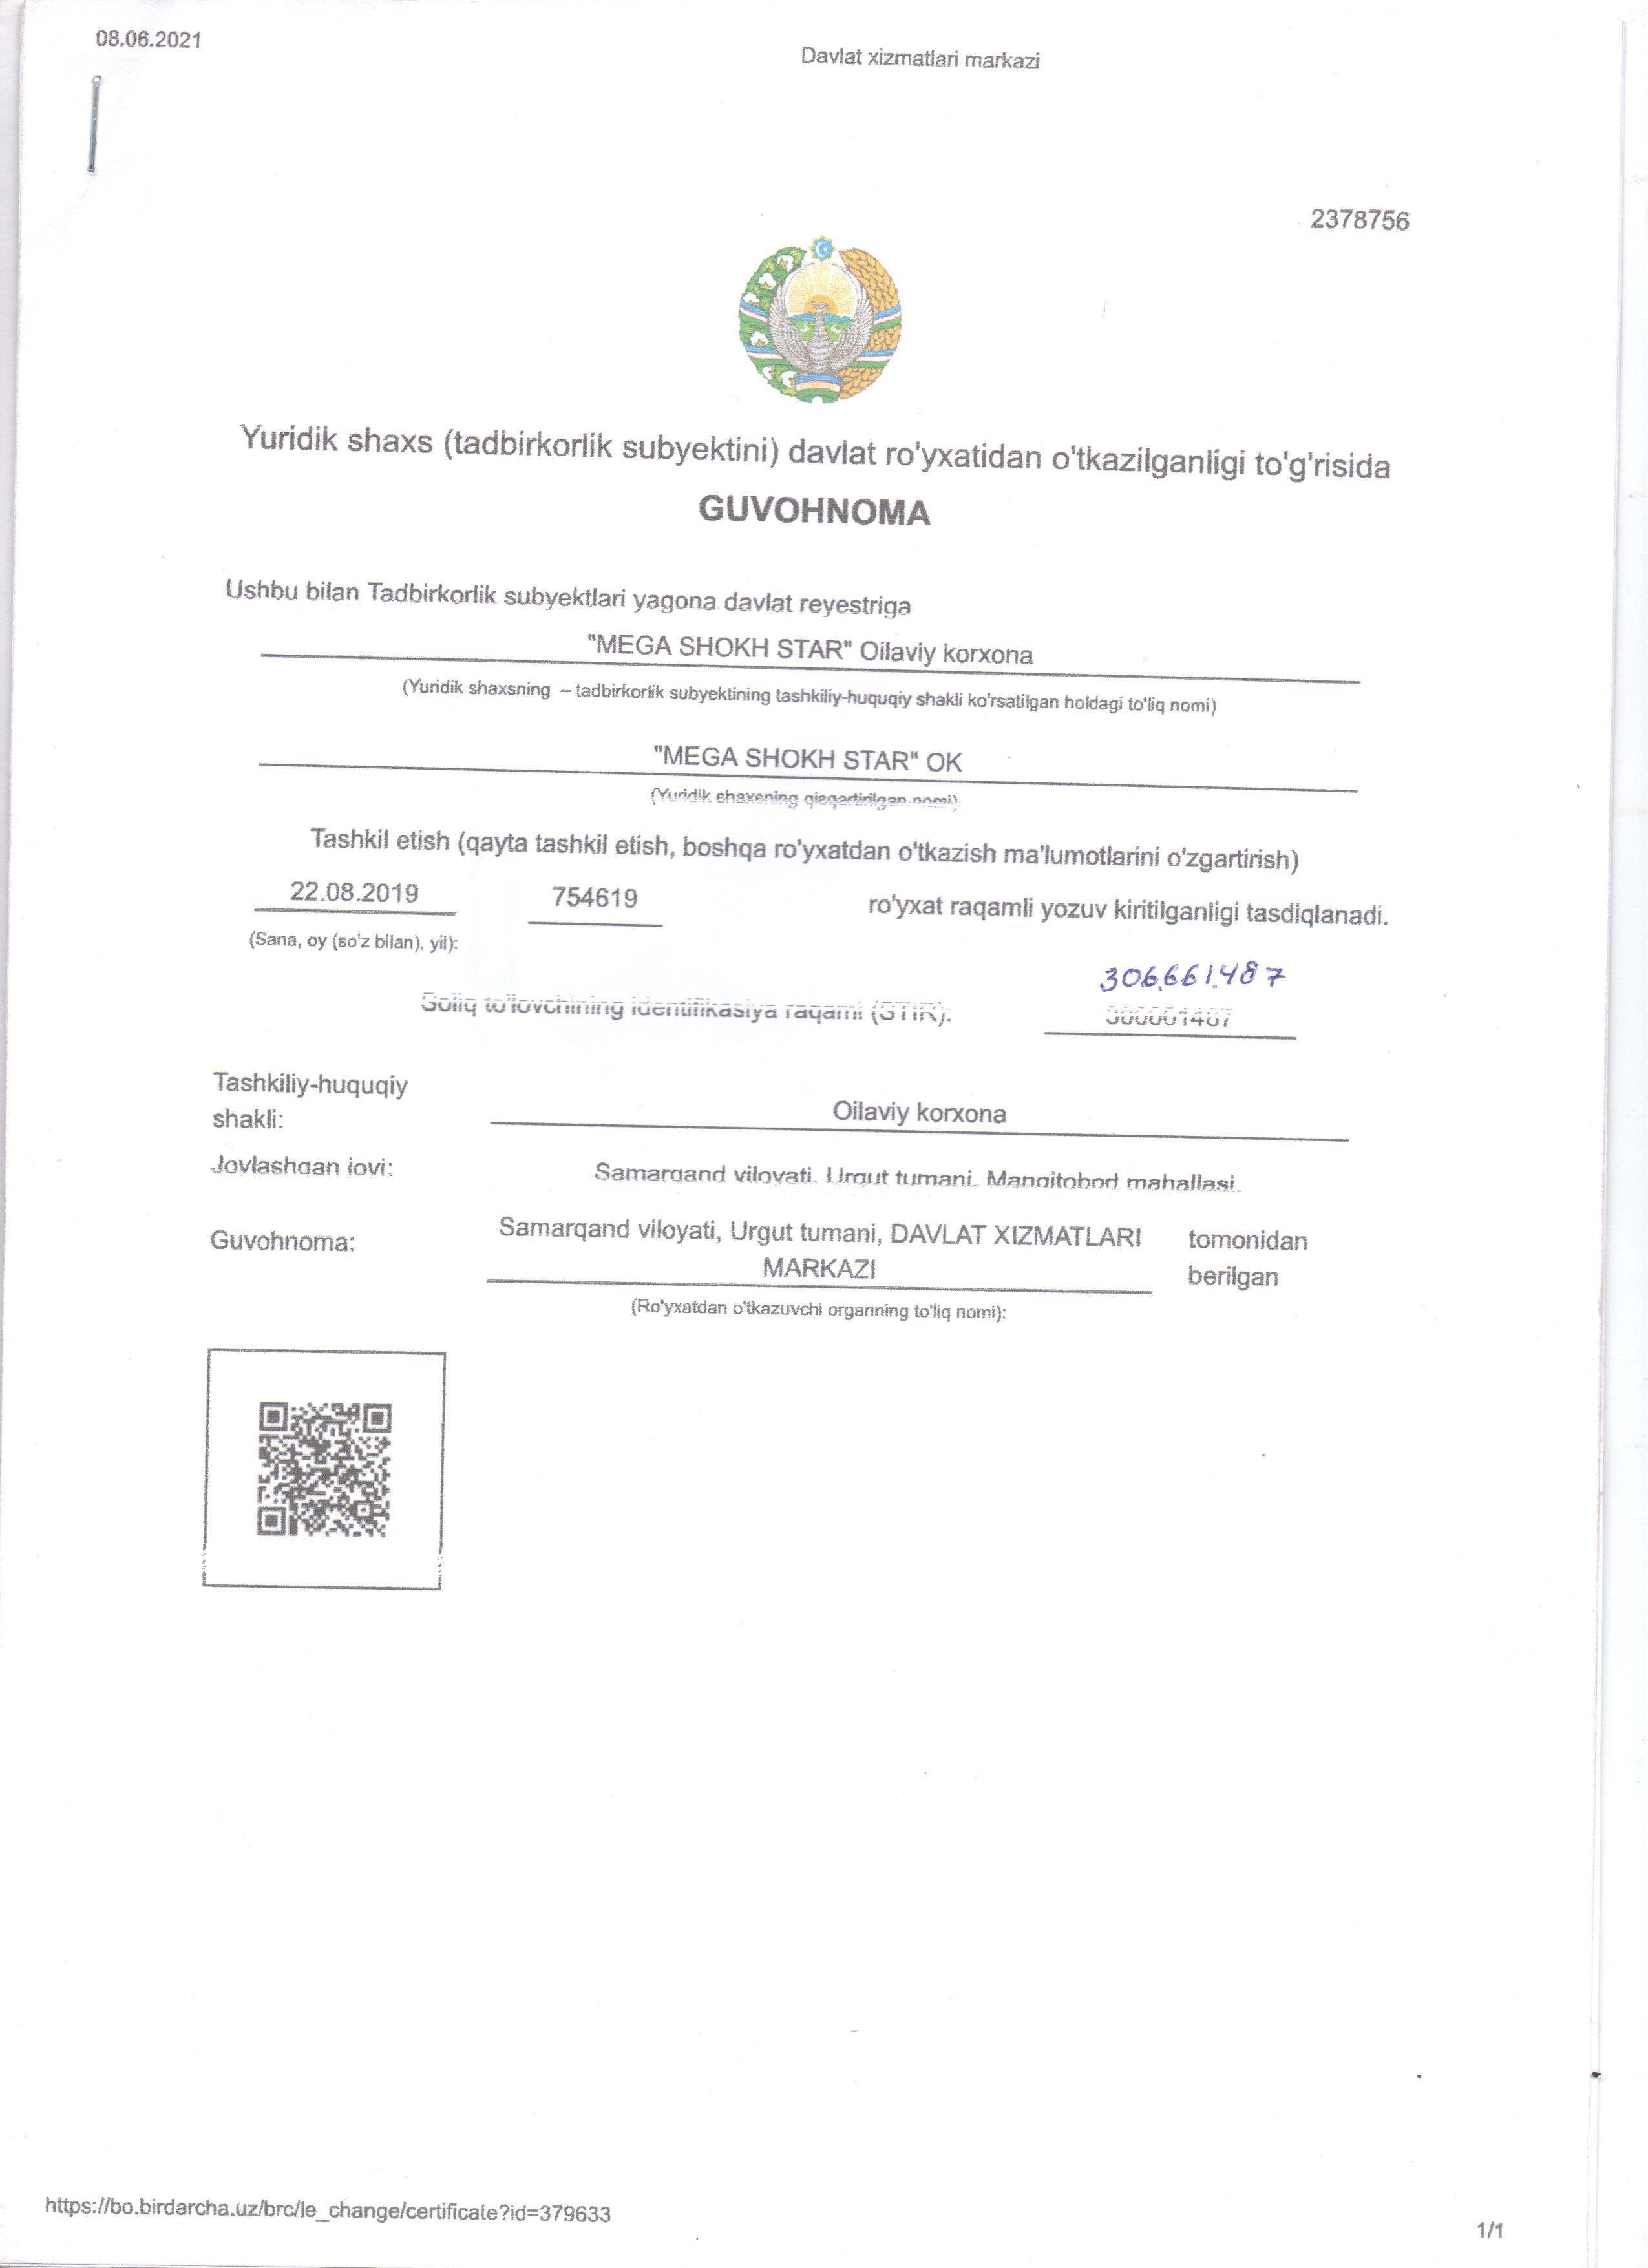 08.06.2021
Davlat xizmatlari markazi
2378756
Yuridik shaxs (tadbirkorlik subyektini) davlat ro'yxatidan o'tkazilganligi to'g'risida
GUVOHNOMA
Ushbu bilan Tadbirkorlik subyektlari yagona davlat reyestriga
"MEGA SHOKH STAR" Oilaviy korxona
(Yuridik shaxsning – tadbirkorlik subyektining tashkiliy-huquqiy shakli ko'rsatilgan holdagi to'liq nomi)
"MEGA SHOKH STAR" OK
(Yuridik shaxsning qisqartirilgan nomi)
Tashkil etish (qayta tashkil etish, boshqa ro'yxatdan o'tkazish ma'lumotlarini o'zgartirish)
22.08.2019 754619 ro'yxat raqamli yozuv kiritilganligi tasdiqlanadi.
(Sana, oy (so'z bilan), yil):
306.661.487
Soliq to'lovchining identifikasiya raqami (STIR): 306661487
Tashkiliy-huquqiy
shakli: Oilaviy korxona
Joylashgan joyi: Samarqand viloyati, Urgut tumani, Mangitobod mahallasi,
Guvohnoma: Samarqand viloyati, Urgut tumani, DAVLAT XIZMATLARI tomonidan
MARKAZI berilgan
(Ro'yxatdan o'tkazuvchi organning to'liq nomi):
https://bo.birdarcha.uz/brc/le_change/certificate?id=379633
1/1